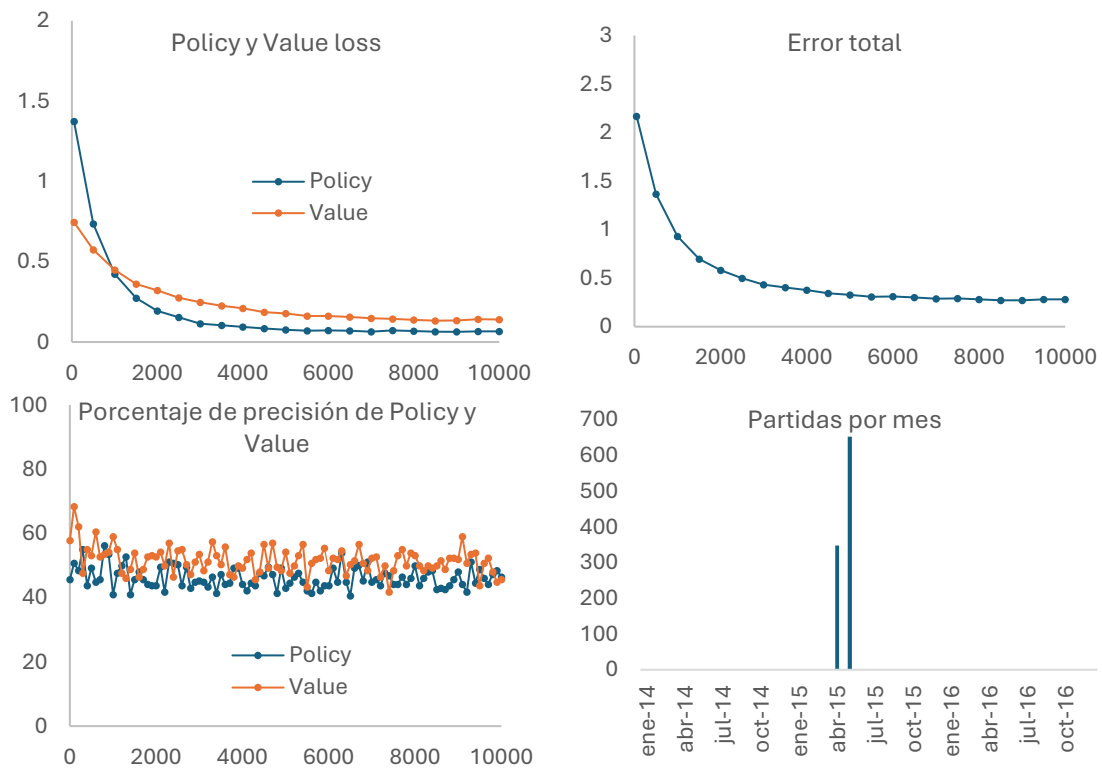 Policy y Value loss
2
1.5
1
0.5
0
Policy
Value
0 2000 4000 6000 8000 10000
Error total
3
2.5
2
1.5
1
0.5
0
0 2000 4000 6000 8000 10000
Porcentaje de precisión de Policy y
Value
100
80
60
40
20
0
Policy
Value
0 2000 4000 6000 8000 10000
Partidas por mes
700
600
500
400
300
200
100
0
ene-14
abr-14
jul-14
oct-14
ene-15
abr-15
jul-15
oct-15
ene-16
abr-16
jul-16
oct-16